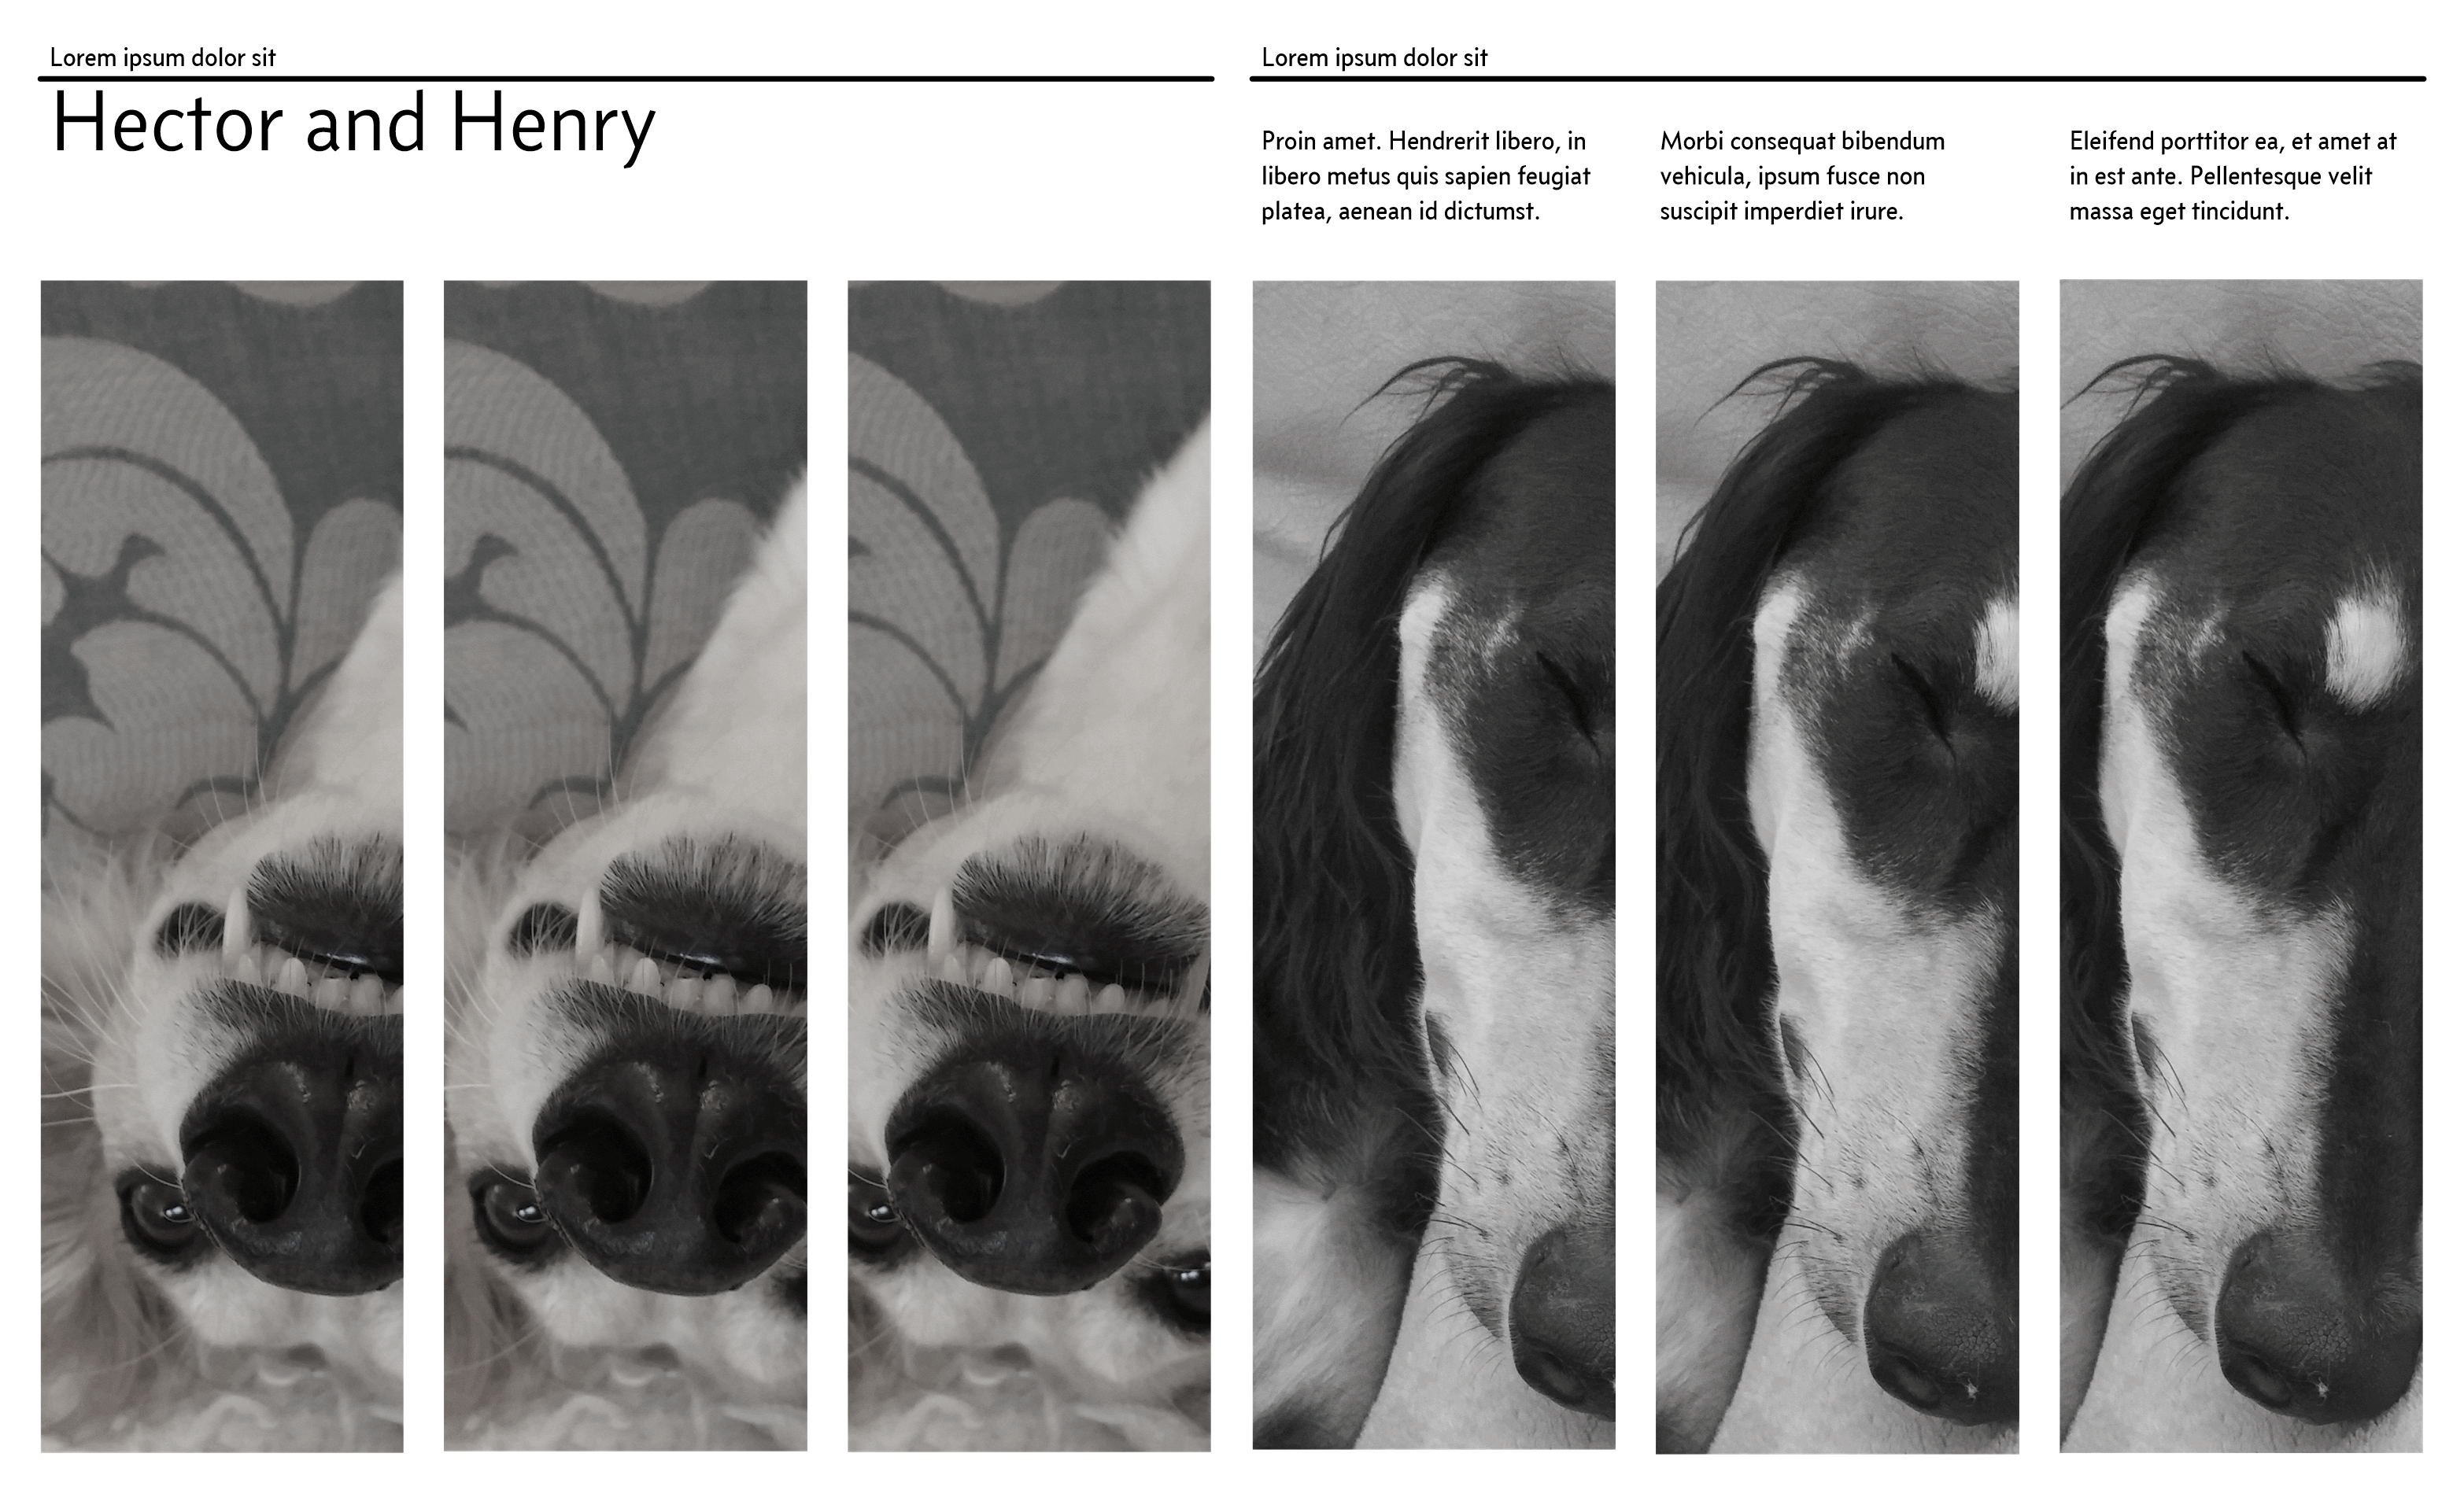 Lorem ipsum dolor sit
Hector and Henry
Lorem ipsum dolor sit
Proin amet. Hendrerit libero, in
libero metus quis sapien feugiat
platea, aenean id dictumst.
Morbi consequat bibendum
vehicula, ipsum fusce non
suscipit imperdiet irure.
Eleifend porttitor ea, et amet at
in est ante. Pellentesque velit
massa eget tincidunt.